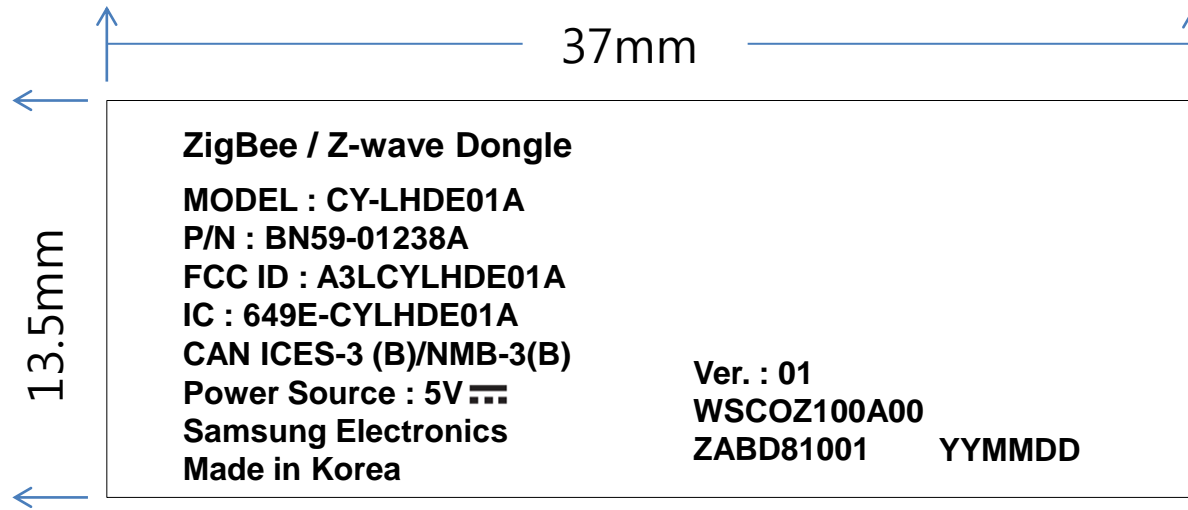 37mm
13.5mm
ZigBee / Z-wave Dongle
MODEL : CY-LHDE01A
P/N : BN59-01238A
FCC ID : A3LCYLHDE01A
IC : 649E-CYLHDE01A
CAN ICES-3 (B)/NMB-3(B)
Power Source : 5V
Samsung Electronics
Made in Korea
Ver. : 01
WSCOZ100A00
ZABD81001 YYMMDD